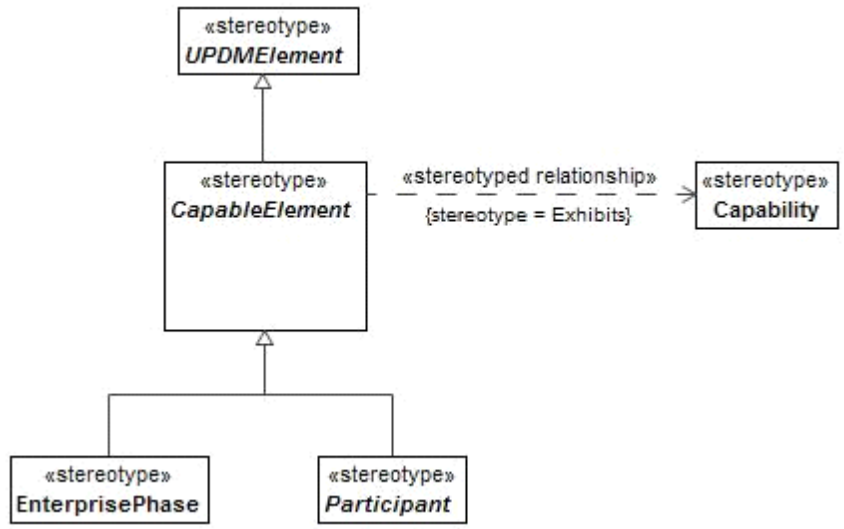 «stereotype»
UPDMElement
«stereotype»
CapableElement
«stereotyped relationship»
{stereotype = Exhibits}
«stereotype»
Capability
«stereotype»
EnterprisePhase
«stereotype»
Participant